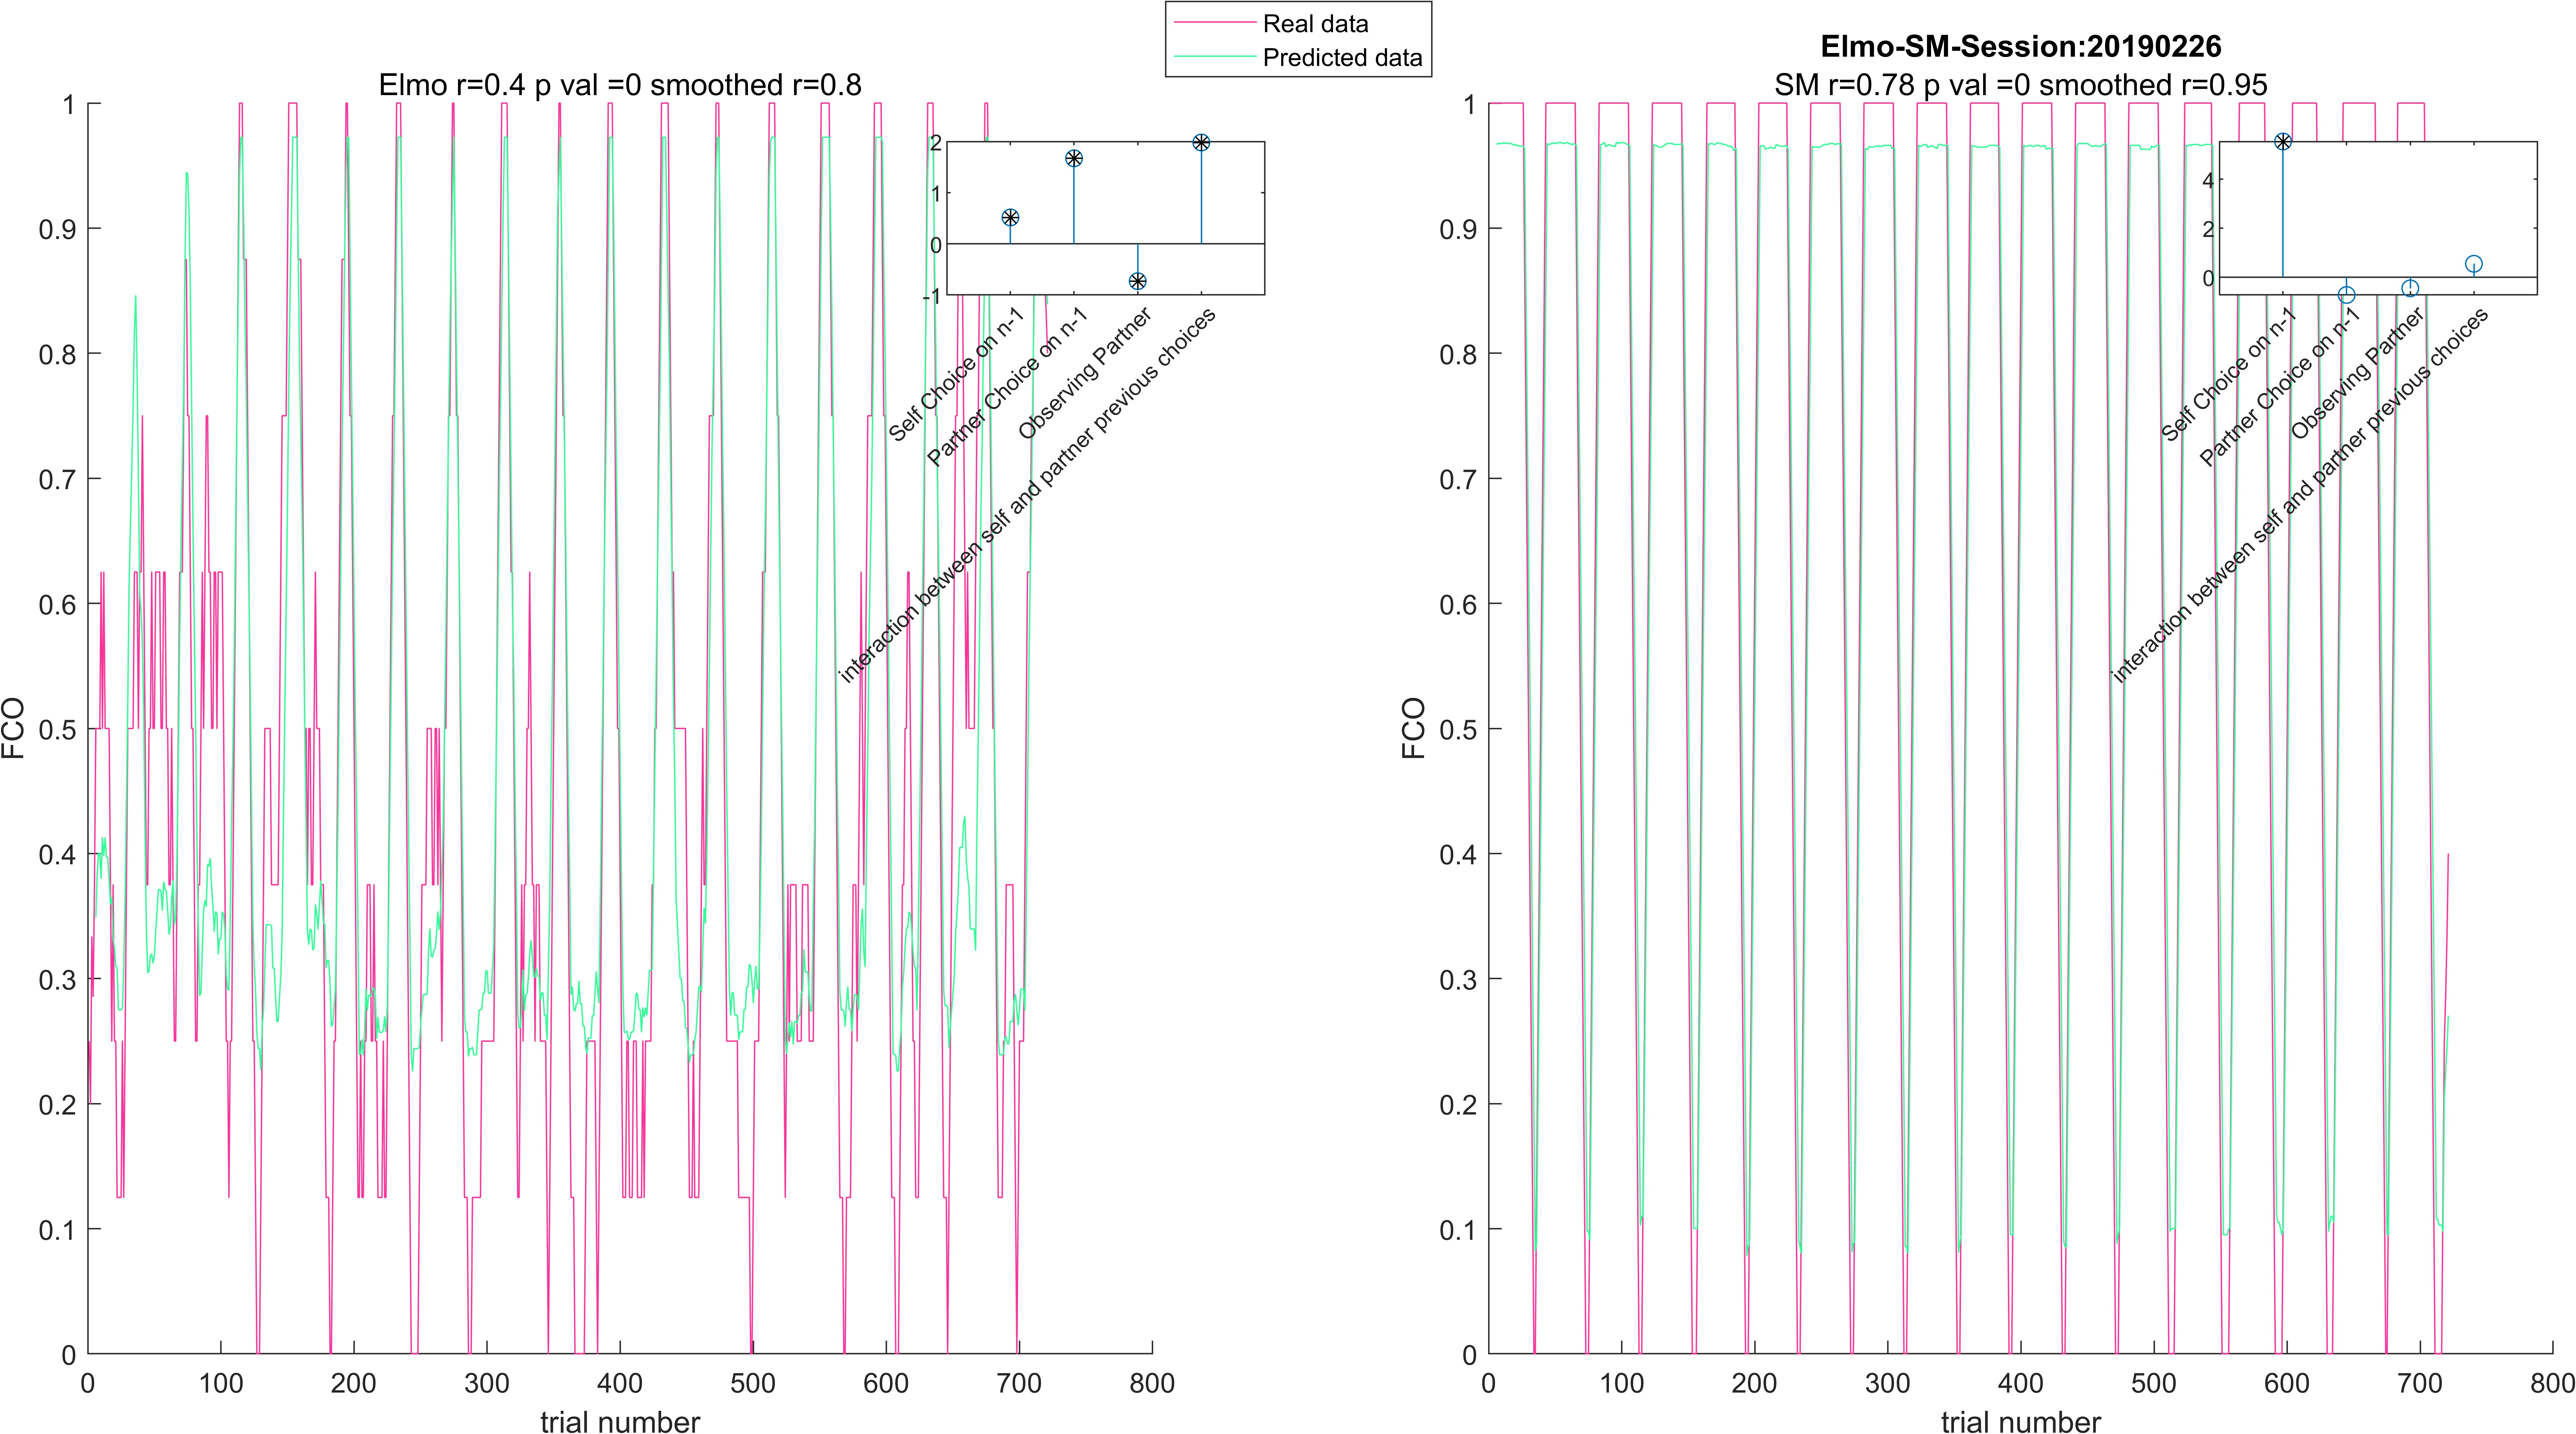 Real data
Predicted data
Elmo r=0.4 p val =0 smoothed r=0.8
1
0.9
0.8
0.7
0.6
0.5
0.4
0.3
0.2
0.1
0
FCO
0
100
200
300
400
500
600
700
800
trial number
2
1
0
-1
Self Choice on n-1
Partner Choice on n-1
Observing Partner
interaction between self and partner previous choices
Elmo-SM-Session:20190226
SM r=0.78 p val =0 smoothed r=0.95
1
0.9
0.8
0.7
0.6
0.5
0.4
0.3
0.2
0.1
0
FCO
0
100
200
300
400
500
600
700
800
trial number
4
2
0
Self Choice on n-1
Partner Choice on n-1
Observing Partner
interaction between self and partner previous choices